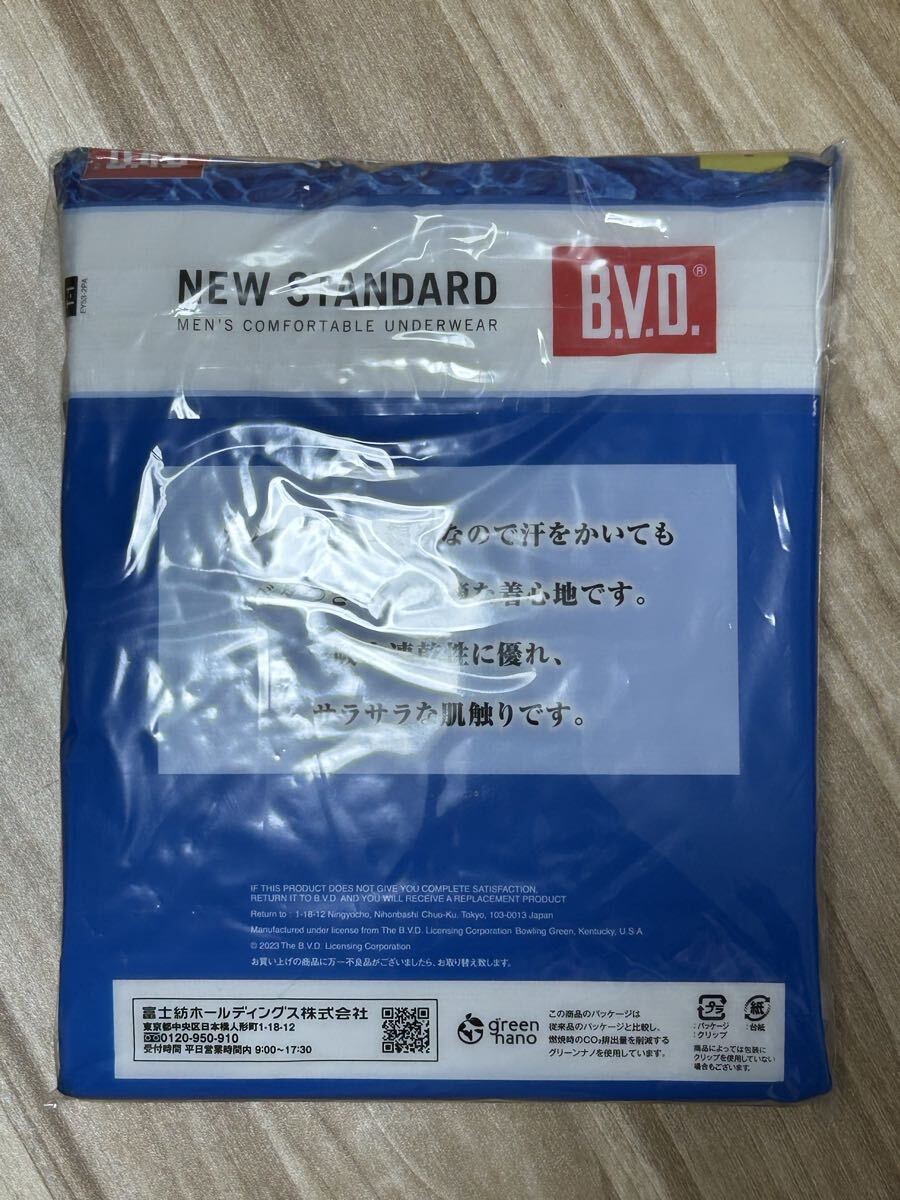 B.V.D.
NEW STANDARD
MEN'S COMFORTABLE UNDERWEAR
B.V.D.®
EY53-2PA
なので汗をかいても
な着心地です。
速乾性に優れ、
サラサラな肌触りです。
IF THIS PRODUCT DOES NOT GIVE YOU COMPLETE SATISFACTION,
RETURN IT TO B.V.D. AND YOU WILL RECEIVE A REPLACEMENT PRODUCT
Return to : 1-18-12 Ningyocho, Nihonbashi Chuo-Ku, Tokyo, 103-0013 Japan
Manufactured under license from The B.V.D. Licensing Corporation Bowling Green, Kentucky, U.S.A
© 2023 The B.V.D. Licensing Corporation
お買い上げの商品に万一不良品がございましたら、お取り替え致します。
富士紡ホールディングス株式会社
東京都中央区日本橋人形町1-18-12
0120-950-910
受付時間 平日営業時間内 9:00〜17:30
green
nano
この商品のパッケージは
従来品のパッケージと比較し、
燃焼時のCO₂排出量を削減する
グリーンナノを使用しています。
プラ
: パッケージ
: クリップ
紙
: 台紙
商品によっては包装に
クリップを使用していない
場合もございます。